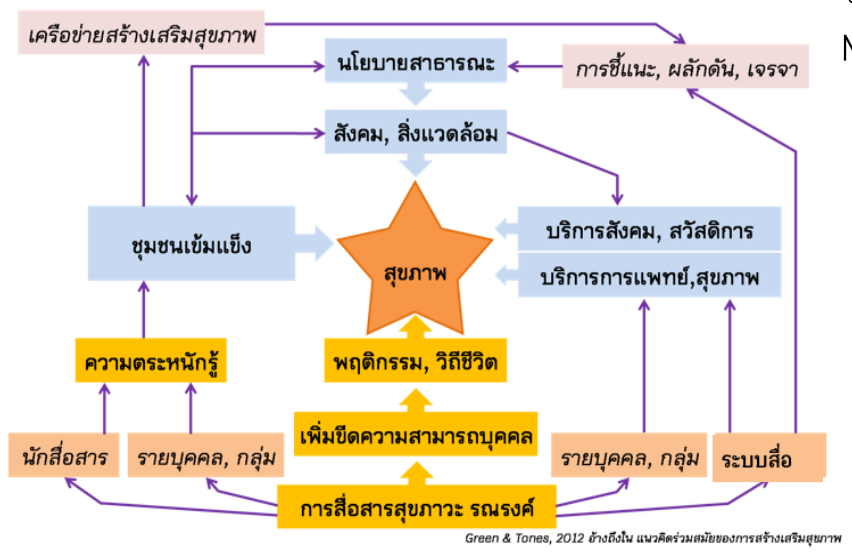 เครือข่ายสร้างเสริมสุขภาพ
นโยบายสาธารณะ
การชี้แนะ, ผลักดัน, เจรจา
สังคม, สิ่งแวดล้อม
ชุมชนเข้มแข็ง
สุขภาพ
บริการสังคม, สวัสดิการ
บริการการแพทย์,สุขภาพ
ความตระหนักรู้
พฤติกรรม, วิถีชีวิต
เพิ่มขีดความสามารถบุคคล
นักสื่อสาร
รายบุคคล, กลุ่ม
รายบุคคล, กลุ่ม
ระบบสื่อ
การสื่อสารสุขภาวะ รณรงค์
Green & Tones, 2012 อ้างถึงใน แนวคิดร่วมสมัยของการสร้างเสริมสุขภาพ